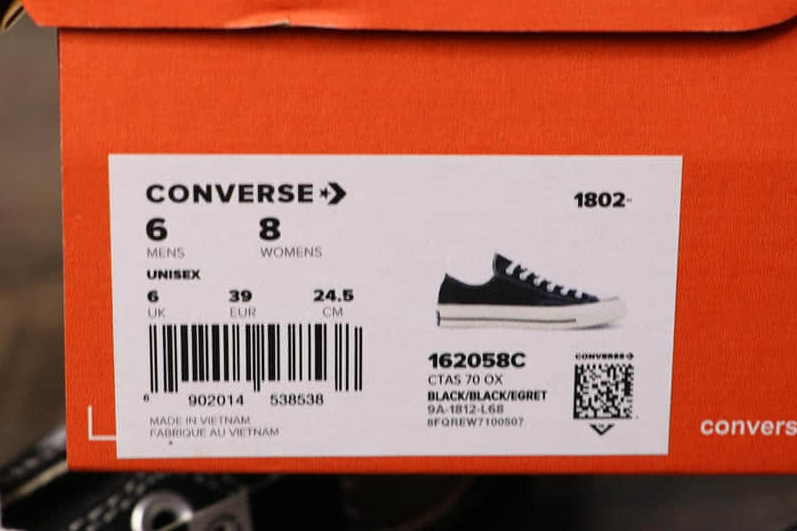 CONVERSE
1802-
6 8
MENS WOMENS
UNISEX
6 39 24.5
UK EUR CM
6 902014 538538
MADE IN VIETNAM
FABRIQUE AU VIETNAM
162058C
CTAS 70 OX
BLACK/BLACK/EGRET
9A-1812-L68
8FQREW7100507
CONVERSE
convers